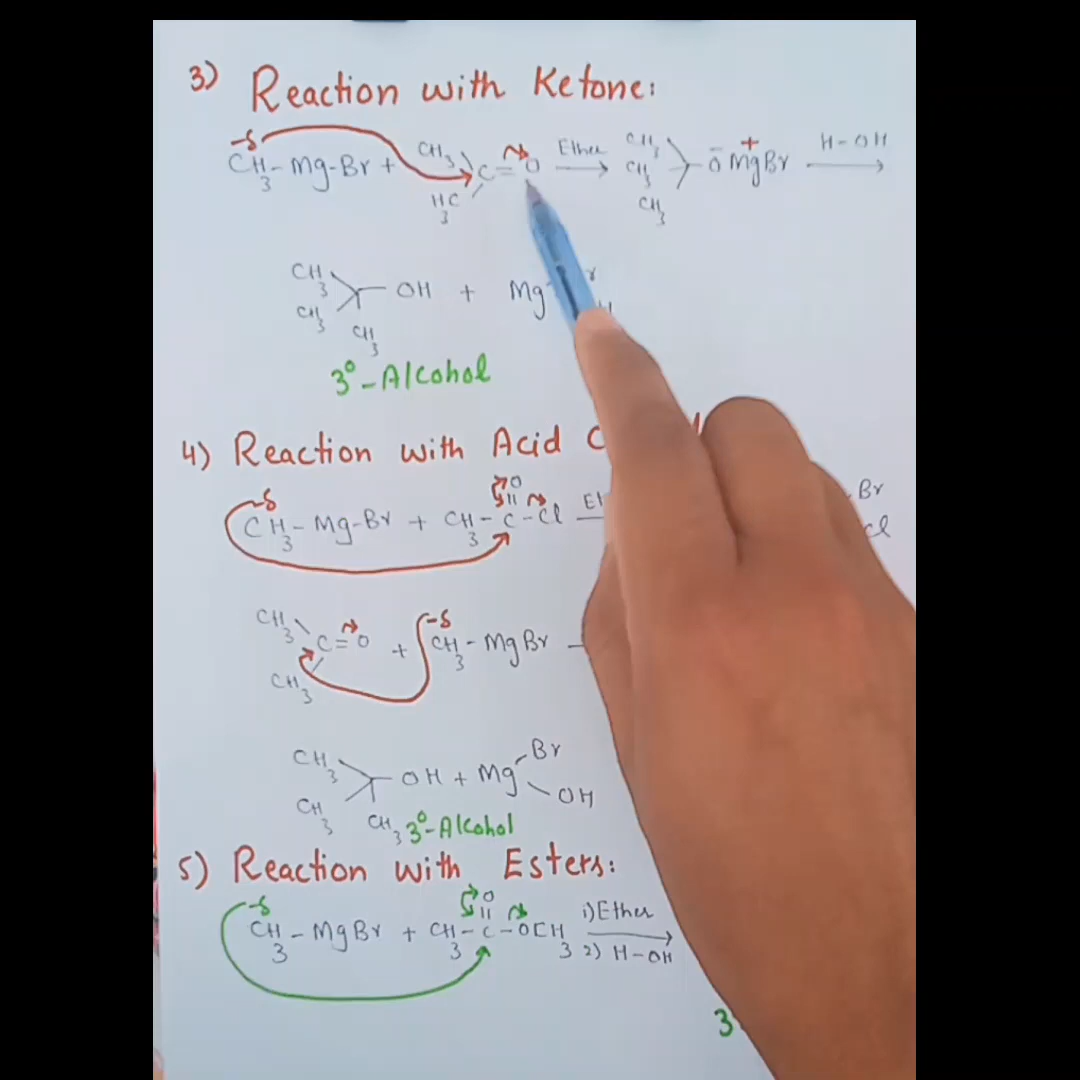 3) Reaction with Ketone:
-δ
CH3-Mg-Br + CH3 H3C C=O Ether → CH3 CH3 CH3 -ŌMgBr+ H-OH →
CH3 CH3 CH3 OH + Mg
3°-Alcohol
4) Reaction with Acid
-δ
CH3-Mg-Br + CH3-C-Cl O Br Cl
CH3 CH3 C=O + -δ CH3-MgBr
CH3 CH3 CH3 OH + Mg Br OH
3°-Alcohol
5) Reaction with Esters:
-δ
CH3-MgBr + CH3-C-OCH3 O 1) Ether 2) H-OH →
3